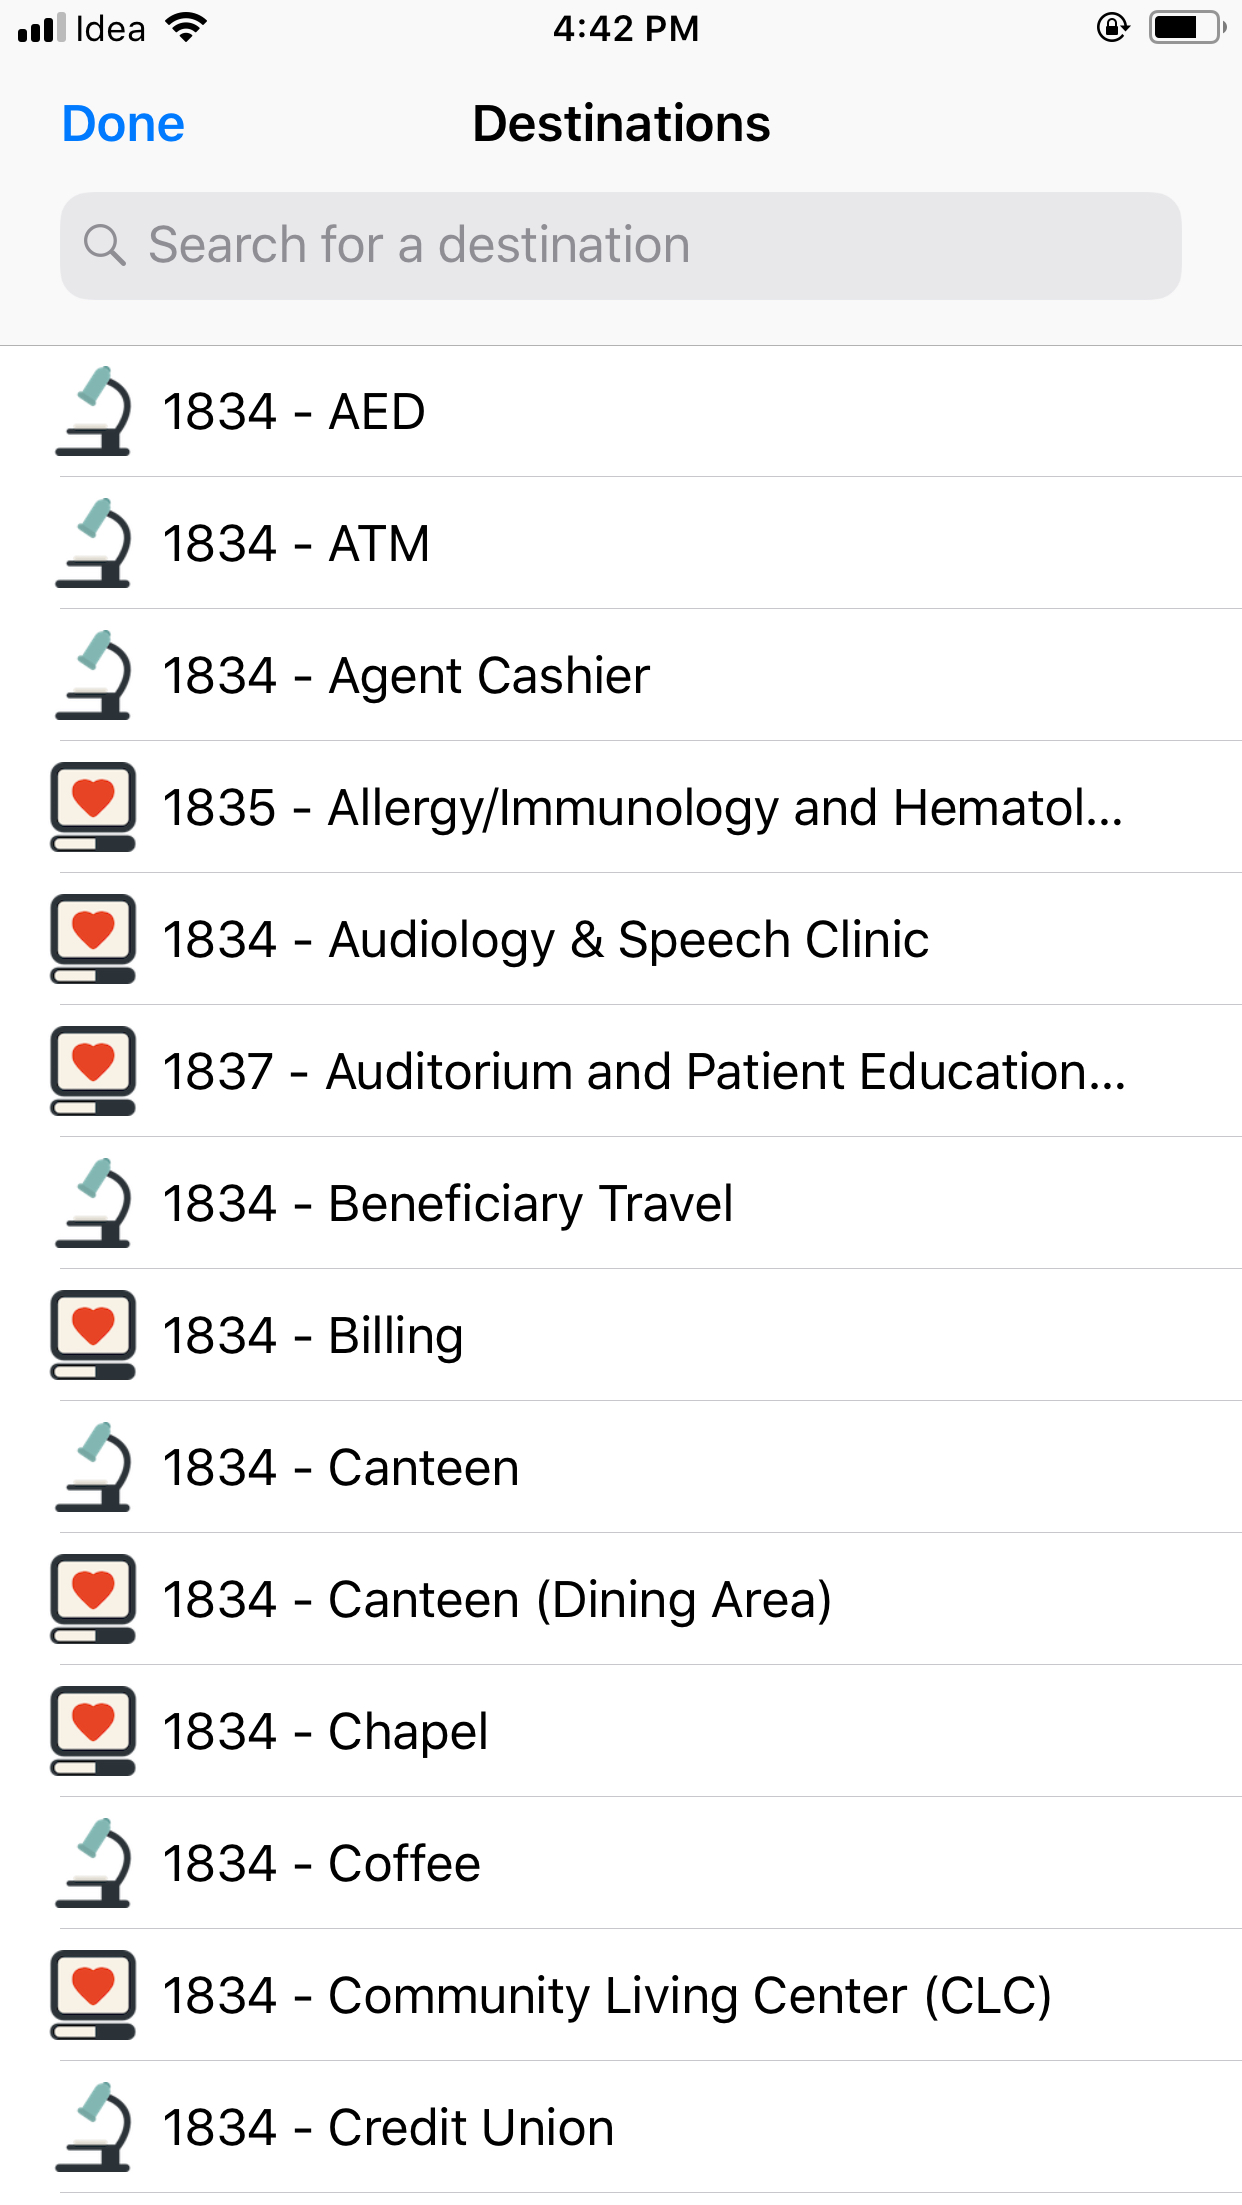 Idea
4:42 PM
Done
Destinations
Search for a destination
1834 - AED
1834 - ATM
1834 - Agent Cashier
1835 - Allergy/Immunology and Hematol...
1834 - Audiology & Speech Clinic
1837 - Auditorium and Patient Education...
1834 - Beneficiary Travel
1834 - Billing
1834 - Canteen
1834 - Canteen (Dining Area)
1834 - Chapel
1834 - Coffee
1834 - Community Living Center (CLC)
1834 - Credit Union